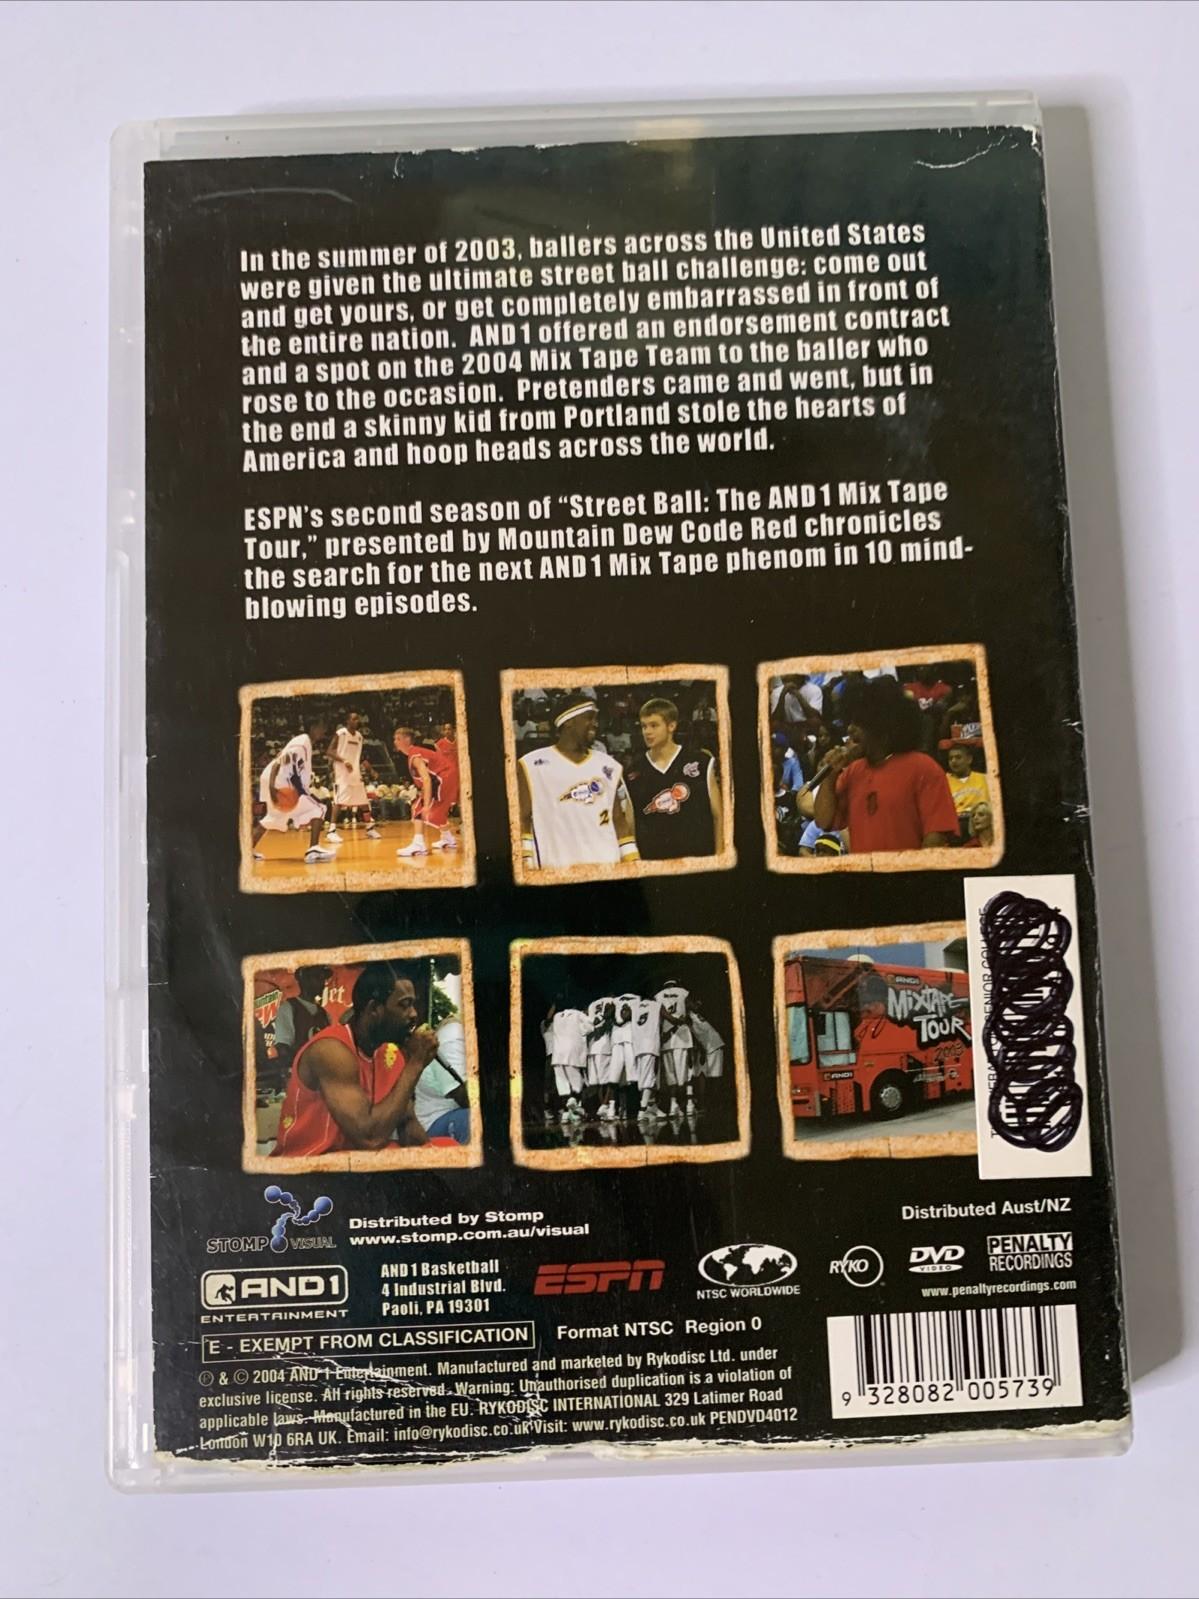 In the summer of 2003, ballers across the United States
were given the ultimate street ball challenge: come out
and get yours, or get completely embarrassed in front of
the entire nation. AND1 offered an endorsement contract
and a spot on the 2004 Mix Tape Team to the baller who
rose to the occasion. Pretenders came and went, but in
the end a skinny kid from Portland stole the hearts of
America and hoop heads across the world.
ESPN's second season of "Street Ball: The AND1 Mix Tape
Tour," presented by Mountain Dew Code Red chronicles
the search for the next AND1 Mix Tape phenom in 10 mind-
blowing episodes.
2
Jet
AND1
MIXTAPE
TOUR
2003
AND1
STOMP VISUAL
Distributed by Stomp
www.stomp.com.au/visual
Distributed Aust/NZ
AND1
ENTERTAINMENT
AND1 Basketball
4 Industrial Blvd.
Paoli, PA 19301
ESPN
NTSC WORLDWIDE
RYKO
DVD
VIDEO
PENALTY
RECORDINGS
www.penaltyrecordings.com
E - EXEMPT FROM CLASSIFICATION
Format NTSC Region 0
℗ & © 2004 AND 1 Entertainment. Manufactured and marketed by Rykodisc Ltd. under
exclusive license. All rights reserved. Warning: Unauthorised duplication is a violation of
applicable laws. Manufactured in the EU. RYKODISC INTERNATIONAL 329 Latimer Road
London W10 6RA UK. Email: info@rykodisc.co.uk Visit: www.rykodisc.co.uk PENDVD4012
9 328082 005739